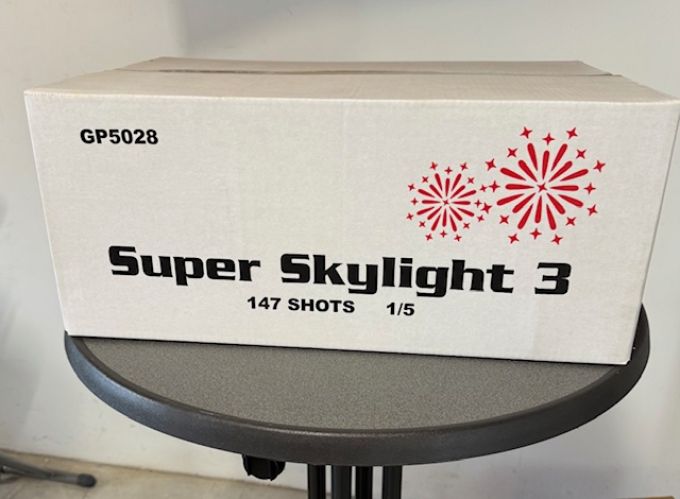 GP5028
Super Skylight 3
147 SHOTS 1/5